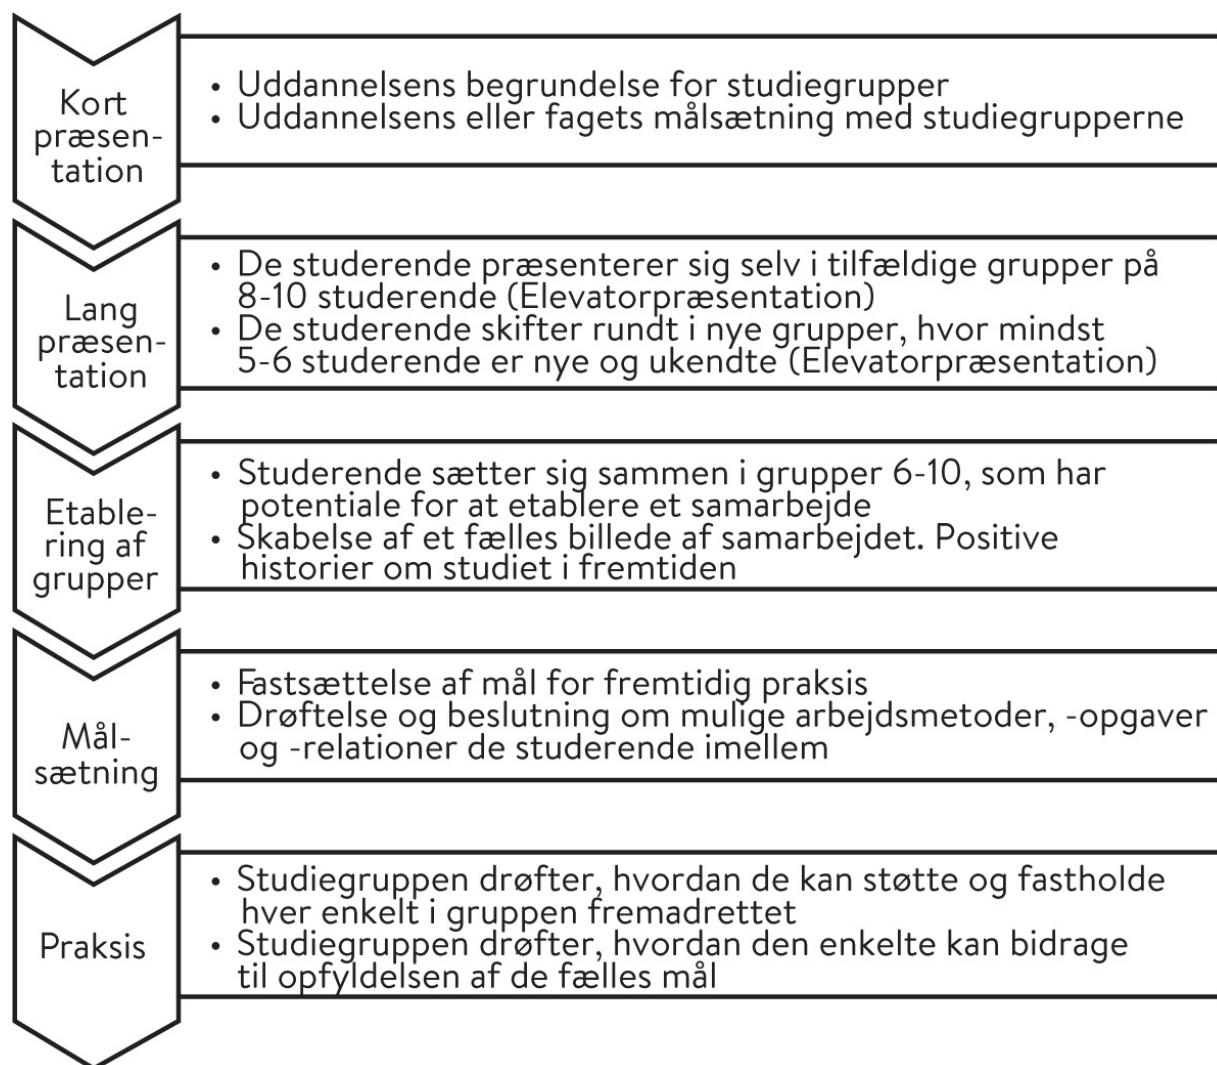 Kort
præsen-
tation
• Uddannelsens begrundelse for studiegrupper
• Uddannelsens eller fagets målsætning med studiegrupperne
Lang
præsen-
tation
• De studerende præsenterer sig selv i tilfældige grupper på
8-10 studerende (Elevatorpræsentation)
• De studerende skifter rundt i nye grupper, hvor mindst
5-6 studerende er nye og ukendte (Elevatorpræsentation)
Etable-
ring af
grupper
• Studerende sætter sig sammen i grupper 6-10, som har
potentiale for at etablere et samarbejde
• Skabelse af et fælles billede af samarbejdet. Positive
historier om studiet i fremtiden
Mål-
sætning
• Fastsættelse af mål for fremtidig praksis
• Drøftelse og beslutning om mulige arbejdsmetoder, -opgaver
og -relationer de studerende imellem
Praksis
• Studiegruppen drøfter, hvordan de kan støtte og fastholde
hver enkelt i gruppen fremadrettet
• Studiegruppen drøfter, hvordan den enkelte kan bidrage
til opfyldelsen af de fælles mål